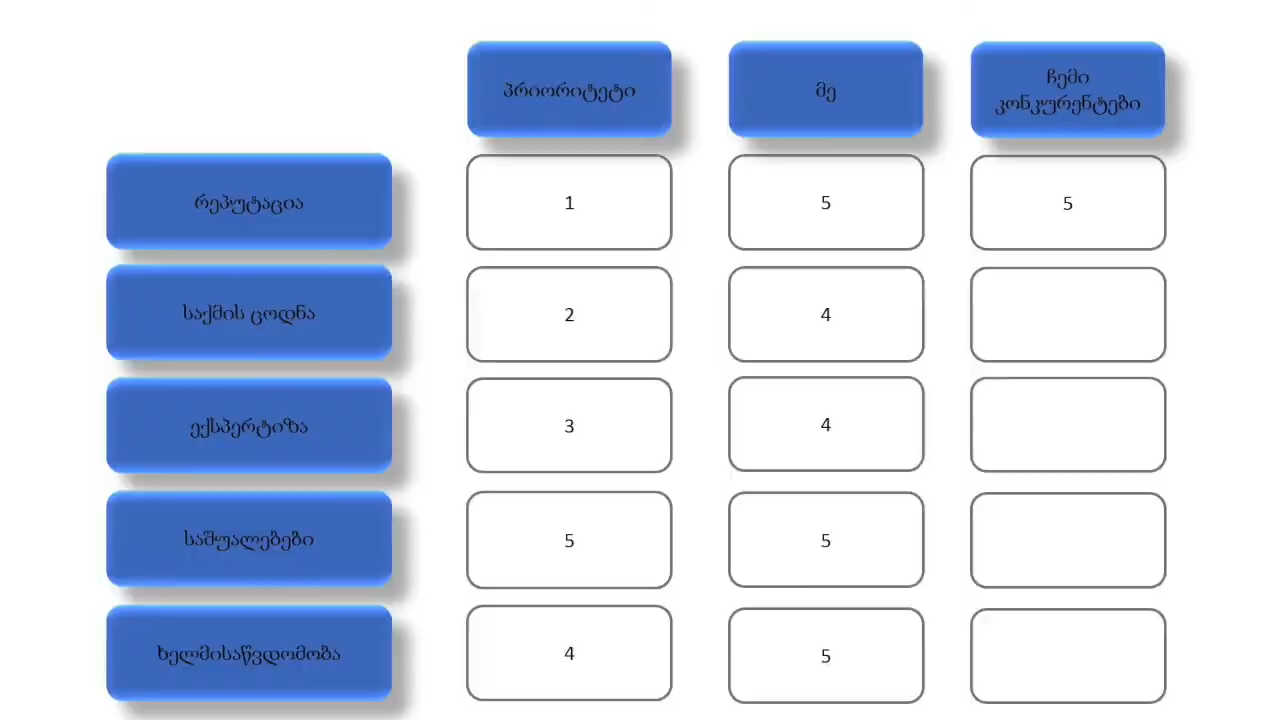 პრიორიტეტი
მე
ჩემი
კონკურენტები
რეპუტაცია
1
5
5
საქმის ცოდნა
2
4
ექსპერტიზა
3
4
საშუალებები
5
5
ხელმისაწვდომობა
4
5